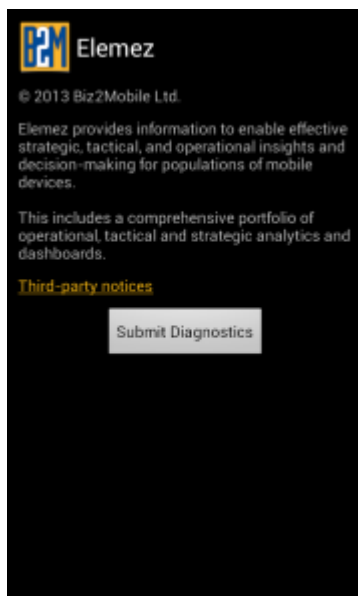 B2M Elemez
© 2013 Biz2Mobile Ltd.
Elemez provides information to enable effective
strategic, tactical, and operational insights and
decision-making for populations of mobile
devices.
This includes a comprehensive portfolio of
operational, tactical and strategic analytics and
dashboards.
Third-party notices
Submit Diagnostics